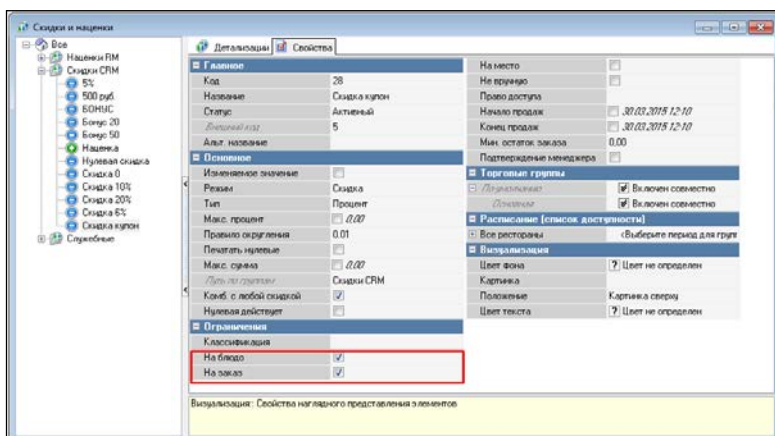 Скидки и наценки
Все
Наценки RM
Скидки CRM
5%
500 руб.
БОНУС
Бонус 20
Бонус 50
Наценка
Нулевая скидка
Скидка 0
Скидка 10%
Скидка 20%
Скидка 6%
Скидка купон
Служебные
Детализации Свойства
Главное
Код 28
Название Скидка купон
Статус Активный
Внешний код 5
Альт. название
Основное
Изменяемое значение
Режим Скидка
Тип Процент
Макс. процент 0,00
Правило округления 0.01
Печатать нулевые
Макс. сумма 0,00
Путь по группам Скидки CRM
Комб. с любой скидкой
Нулевая действует
Ограничения
Классификация
На блюдо
На заказ
На место
Не вручную
Право доступа
Начало продаж 30.03.2015 12:10
Конец продаж 30.03.2015 12:10
Мин. остаток заказа 0,00
Подтверждение менеджера
Торговые группы
По умолчанию Включен совместно
Основная Включен совместно
Расписание (список доступности)
Все рестораны <Выберите период для групп
Визуализация
Цвет фона ? Цвет не определен
Картинка
Положение Картинка сверху
Цвет текста ? Цвет не определен
Визуализация: Свойства наглядного представления элементов